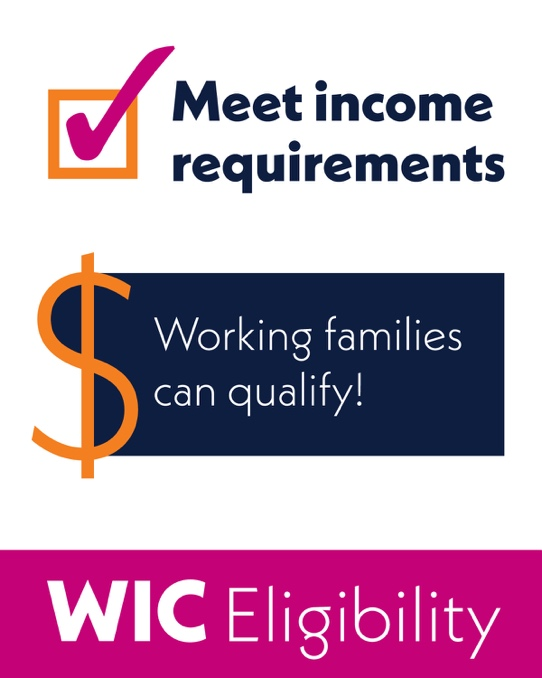 Meet income
requirements
$
Working families
can qualify!
WIC Eligibility